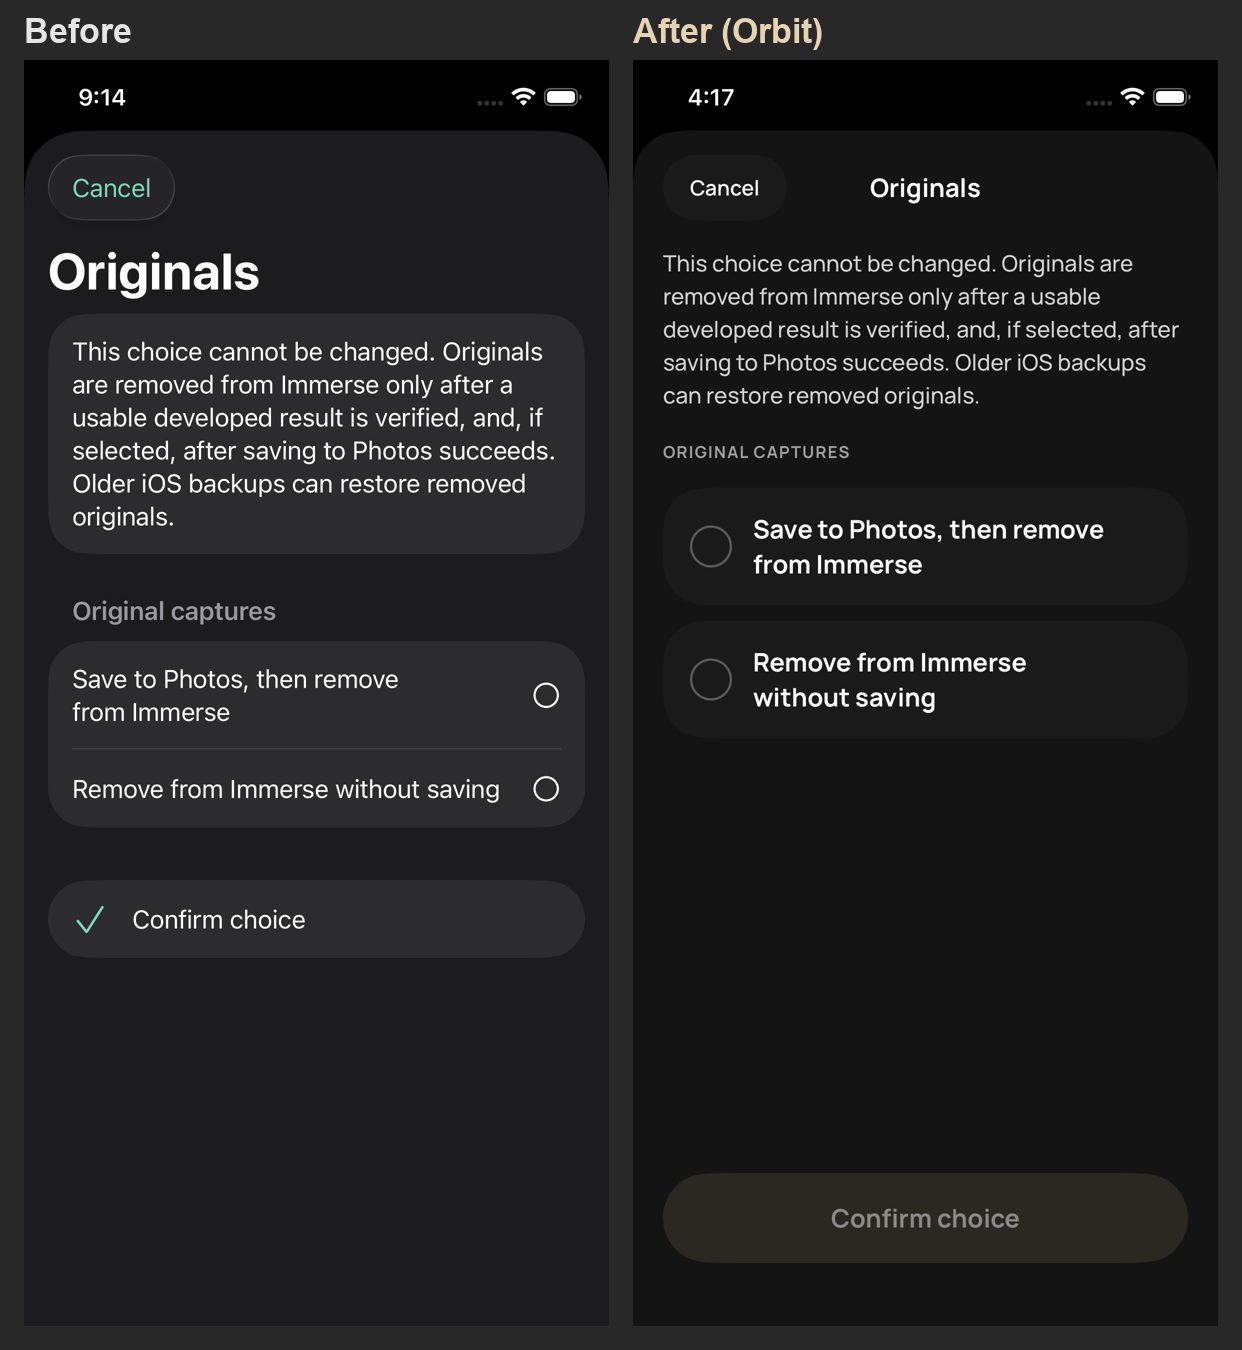 Before
9:14
Cancel
Originals
This choice cannot be changed. Originals
are removed from Immerse only after a
usable developed result is verified, and, if
selected, after saving to Photos succeeds.
Older iOS backups can restore removed
originals.
Original captures
Save to Photos, then remove
from Immerse
Remove from Immerse without saving
Confirm choice
After (Orbit)
4:17
Cancel
Originals
This choice cannot be changed. Originals are
removed from Immerse only after a usable
developed result is verified, and, if selected, after
saving to Photos succeeds. Older iOS backups
can restore removed originals.
ORIGINAL CAPTURES
Save to Photos, then remove
from Immerse
Remove from Immerse
without saving
Confirm choice